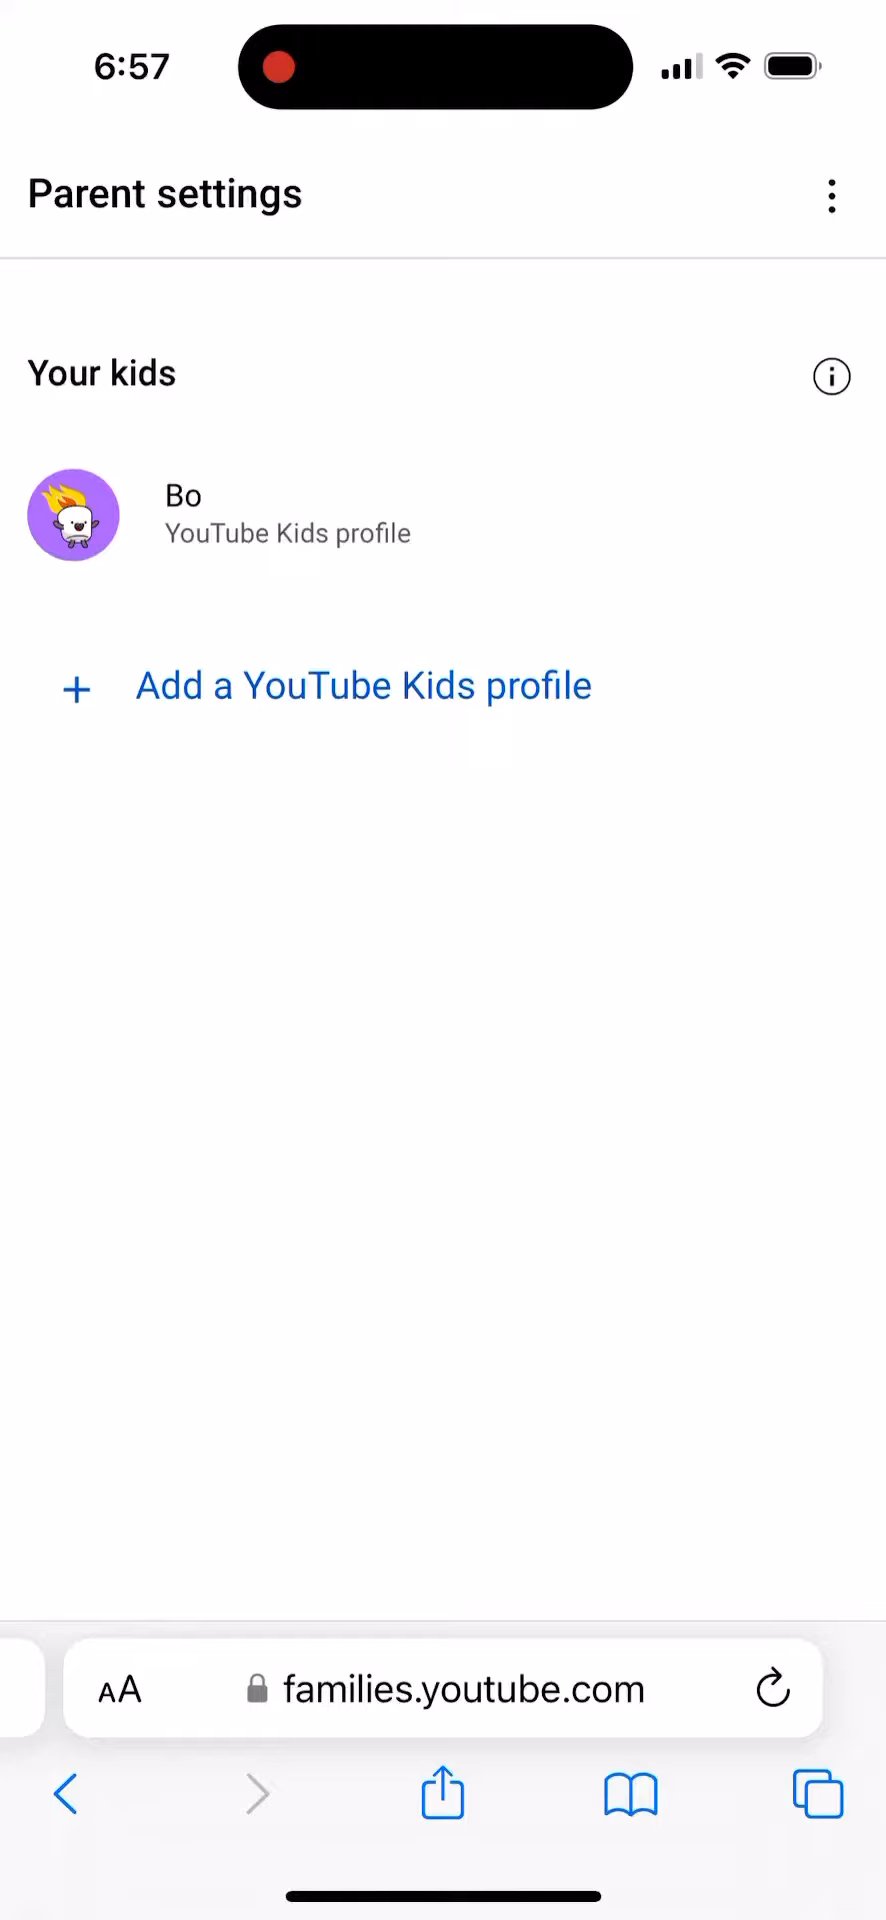 6:57
Parent settings
Your kids
Bo
YouTube Kids profile
+ Add a YouTube Kids profile
AA
families.youtube.com